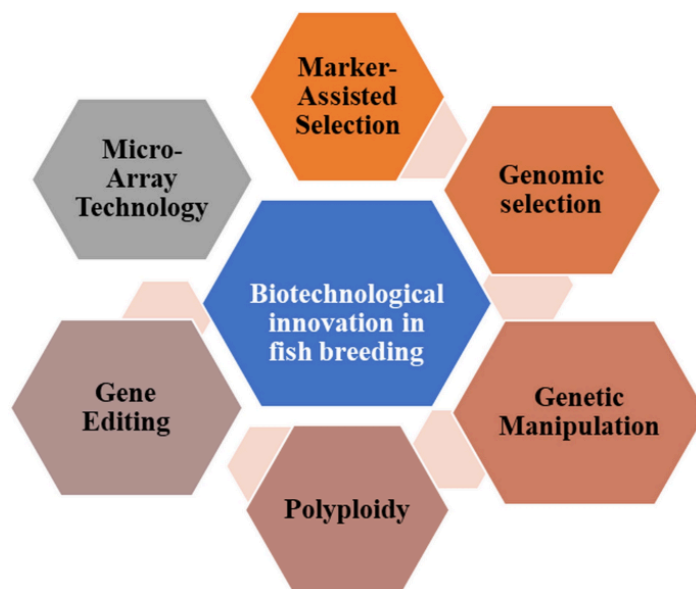 Marker-
Assisted
Selection
Micro-
Array
Technology
Genomic
selection
Biotechnological
innovation in
fish breeding
Gene
Editing
Genetic
Manipulation
Polyploidy